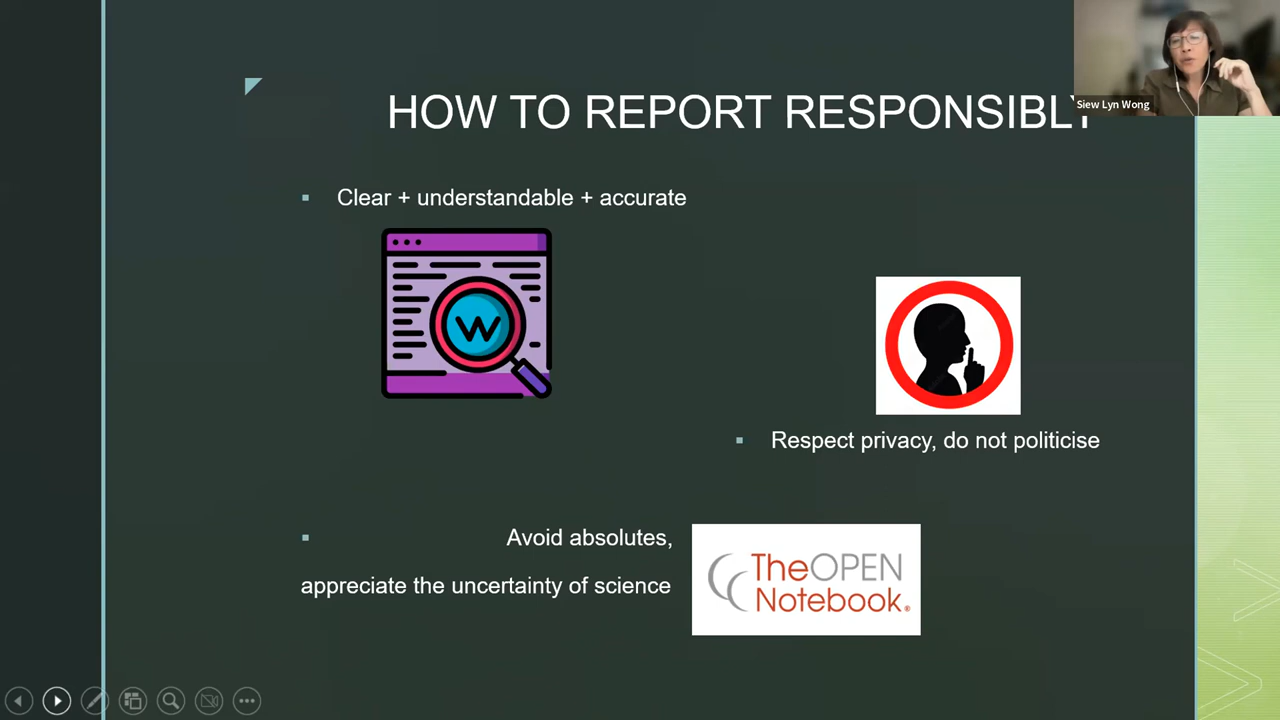 Siew Lyn Wong
HOW TO REPORT RESPONSIBLY
Clear + understandable + accurate
W
Respect privacy, do not politicise
Avoid absolutes,
appreciate the uncertainty of science
TheOPEN
Notebook®